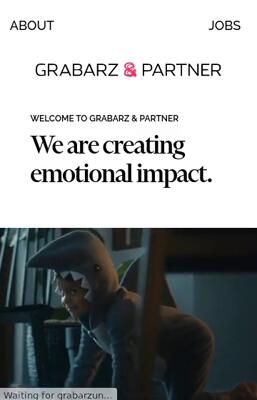 ABOUT JOBS
GRABARZ & PARTNER
WELCOME TO GRABARZ & PARTNER
We are creating
emotional impact.
Waiting for grabarzun...